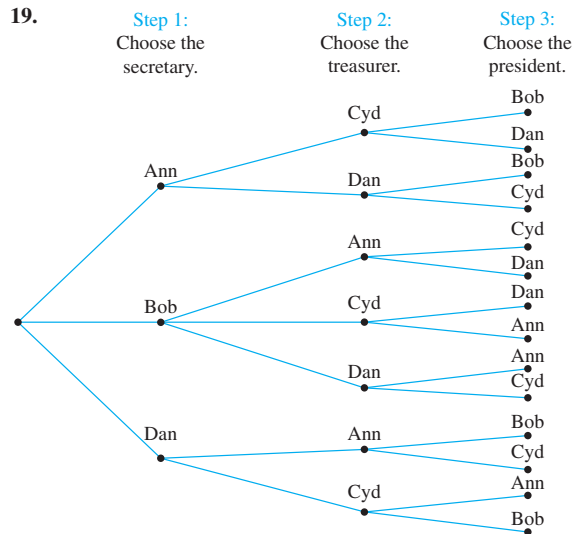 19.
Step 1:
Choose the
secretary.
Step 2:
Choose the
treasurer.
Step 3:
Choose the
president.
Ann
Cyd
Bob
Dan
Dan
Bob
Cyd
Bob
Ann
Cyd
Dan
Cyd
Dan
Ann
Dan
Ann
Cyd
Dan
Ann
Bob
Cyd
Cyd
Ann
Bob